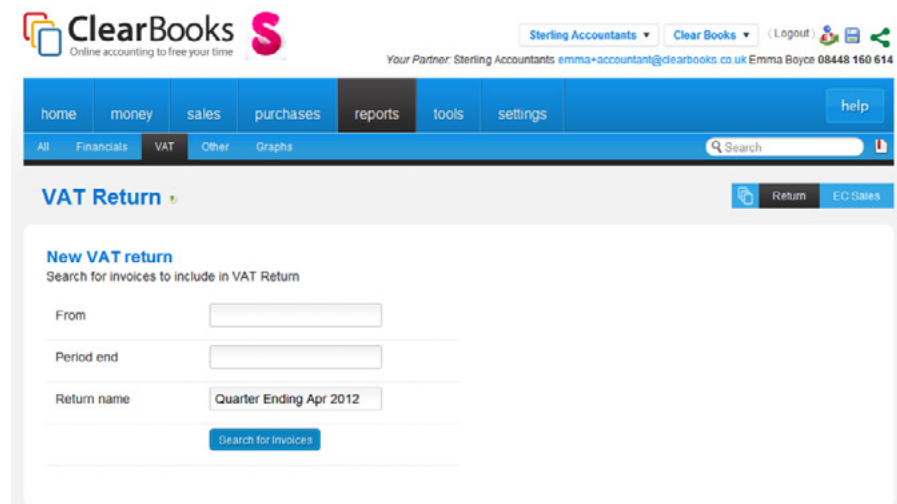 ClearBooks
Online accounting to free your time
S
Sterling Accountants ▼ Clear Books ▼ (Logout)
Your Partner: Sterling Accountants emma+accountant@clearbooks.co.uk Emma Boyce 08448 160 614
home money sales purchases reports tools settings help
All Financials VAT Other Graphs Search
VAT Return Return EC Sales
New VAT return
Search for invoices to include in VAT Return
From
Period end
Return name Quarter Ending Apr 2012
Search for Invoices